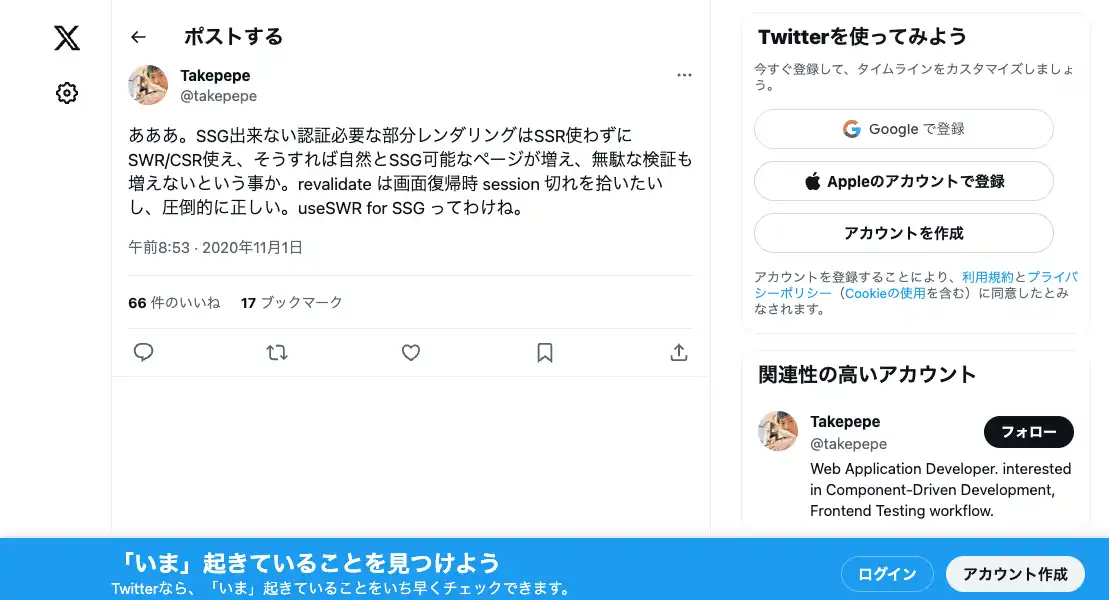 ポストする
Takepepe
@takepepe
あああ。SSG出来ない認証必要な部分レンダリングはSSR使わずに
SWR/CSR使え、そうすれば自然とSSG可能なページが増え、無駄な検証も
増えないという事か。revalidate は画面復帰時 session 切れを拾いたい
し、圧倒的に正しい。useSWR for SSG ってわけね。
午前8:53 · 2020年11月1日
66 件のいいね 17 ブックマーク
Twitterを使ってみよう
今すぐ登録して、タイムラインをカスタマイズしましょ
う。
Google で登録
Appleのアカウントで登録
アカウントを作成
アカウントを登録することにより、利用規約とプライバ
シーポリシー（Cookieの使用を含む）に同意したとみ
なされます。
関連性の高いアカウント
Takepepe
@takepepe
フォロー
Web Application Developer. interested
in Component-Driven Development,
Frontend Testing workflow.
「いま」起きていることを見つけよう
Twitterなら、「いま」起きていることをいち早くチェックできます。
ログイン
アカウント作成